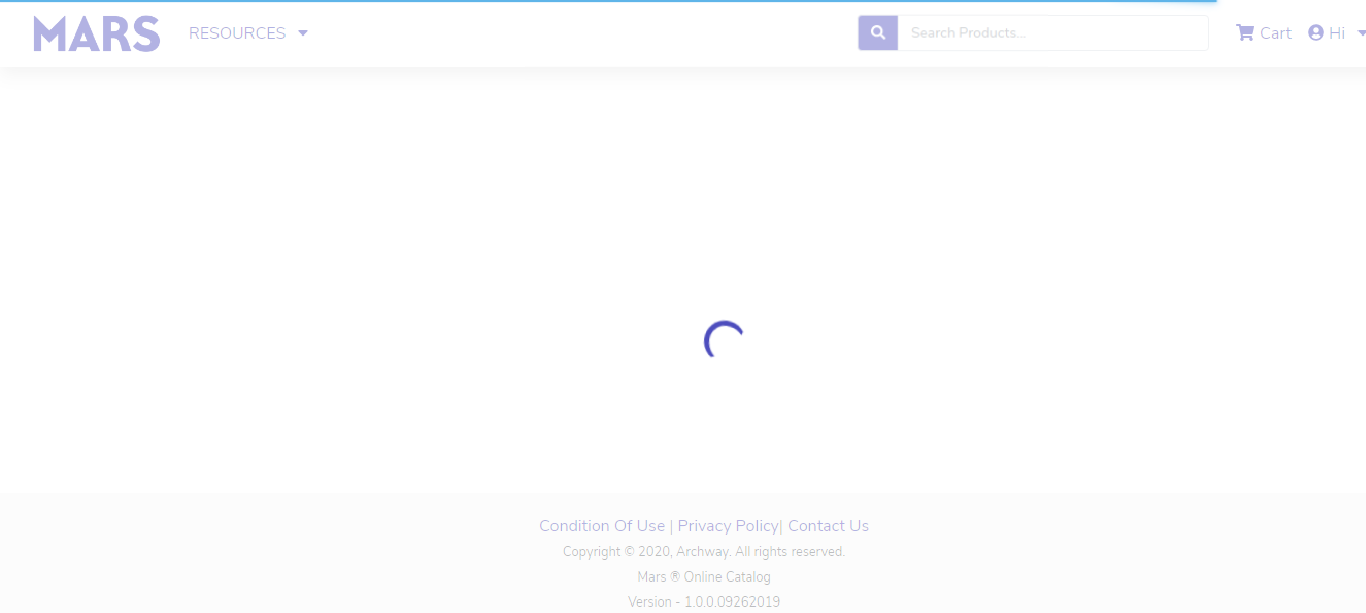 MARS RESOURCES Search Products... Cart Hi
Condition Of Use | Privacy Policy| Contact Us
Copyright © 2020, Archway. All rights reserved.
Mars ® Online Catalog
Version - 1.0.0.09262019